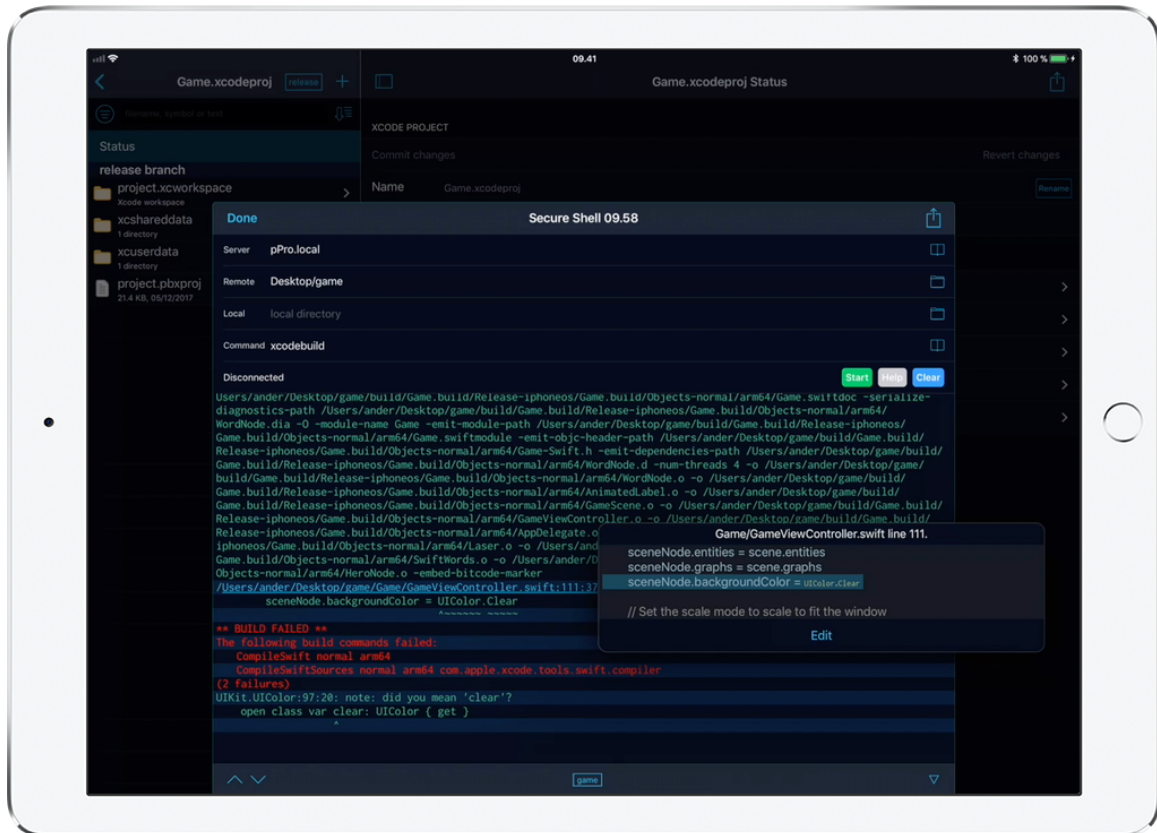 09.41
100 %
Game.xcodeproj
release
Game.xcodeproj Status
filename, symbol or text
XCODE PROJECT
Status
Commit changes
Revert changes
release branch
project.xcworkspace
Xcode workspace
Name
Game.xcodeproj
Rename
xcshareddata
1 directory
xcuserdata
1 directory
project.pbxproj
21.4 KB, 05/12/2017
Done
Secure Shell 09.58
Server pPro.local
Remote Desktop/game
Local local directory
Command xcodebuild
Disconnected
Start
Help
Clear
Users/ander/Desktop/game/build/Game.build/Release-iphoneos/Game.build/Objects-normal/arm64/Game.swiftdoc -serialize-
diagnostics-path /Users/ander/Desktop/game/build/Game.build/Release-iphoneos/Game.build/Objects-normal/arm64/
WordNode.dia -O -module-name Game -emit-module-path /Users/ander/Desktop/game/build/Game.build/Release-iphoneos/
Game.build/Objects-normal/arm64/Game.swiftmodule -emit-objc-header-path /Users/ander/Desktop/game/build/Game.build/
Release-iphoneos/Game.build/Objects-normal/arm64/Game-Swift.h -emit-dependencies-path /Users/ander/Desktop/game/build/
Game.build/Release-iphoneos/Game.build/Objects-normal/arm64/WordNode.d -num-threads 4 -o /Users/ander/Desktop/game/
build/Game.build/Release-iphoneos/Game.build/Objects-normal/arm64/WordNode.o -o /Users/ander/Desktop/game/build/
Game.build/Release-iphoneos/Game.build/Objects-normal/arm64/AnimatedLabel.o -o /Users/ander/Desktop/game/build/
Game.build/Release-iphoneos/Game.build/Objects-normal/arm64/GameScene.o -o /Users/ander/Desktop/game/build/Game.build/
Release-iphoneos/Game.build/Objects-normal/arm64/GameViewController.o -o /Users/ander/Desktop/game/build/Game.build/
Release-iphoneos/Game.build/Objects-normal/arm64/AppDelegate.o
iphoneos/Game.build/Objects-normal/arm64/Laser.o -o /Users/and
Game.build/Objects-normal/arm64/SwiftWords.o -o /Users/ander/D
Objects-normal/arm64/HeroNode.o -embed-bitcode-marker
/Users/ander/Desktop/game/Game/GameViewController.swift:111:37
sceneNode.backgroundColor = UIColor.Clear
^~~~~~ ~~~~~
** BUILD FAILED **
The following build commands failed:
CompileSwift normal arm64
CompileSwiftSources normal arm64 com.apple.xcode.tools.swift.compiler
(2 failures)
UIKit.UIColor:97:20: note: did you mean 'clear'?
open class var clear: UIColor { get }
^
Game/GameViewController.swift line 111.
sceneNode.entities = scene.entities
sceneNode.graphs = scene.graphs
sceneNode.backgroundColor = UIColor.Clear
// Set the scale mode to scale to fit the window
Edit
game